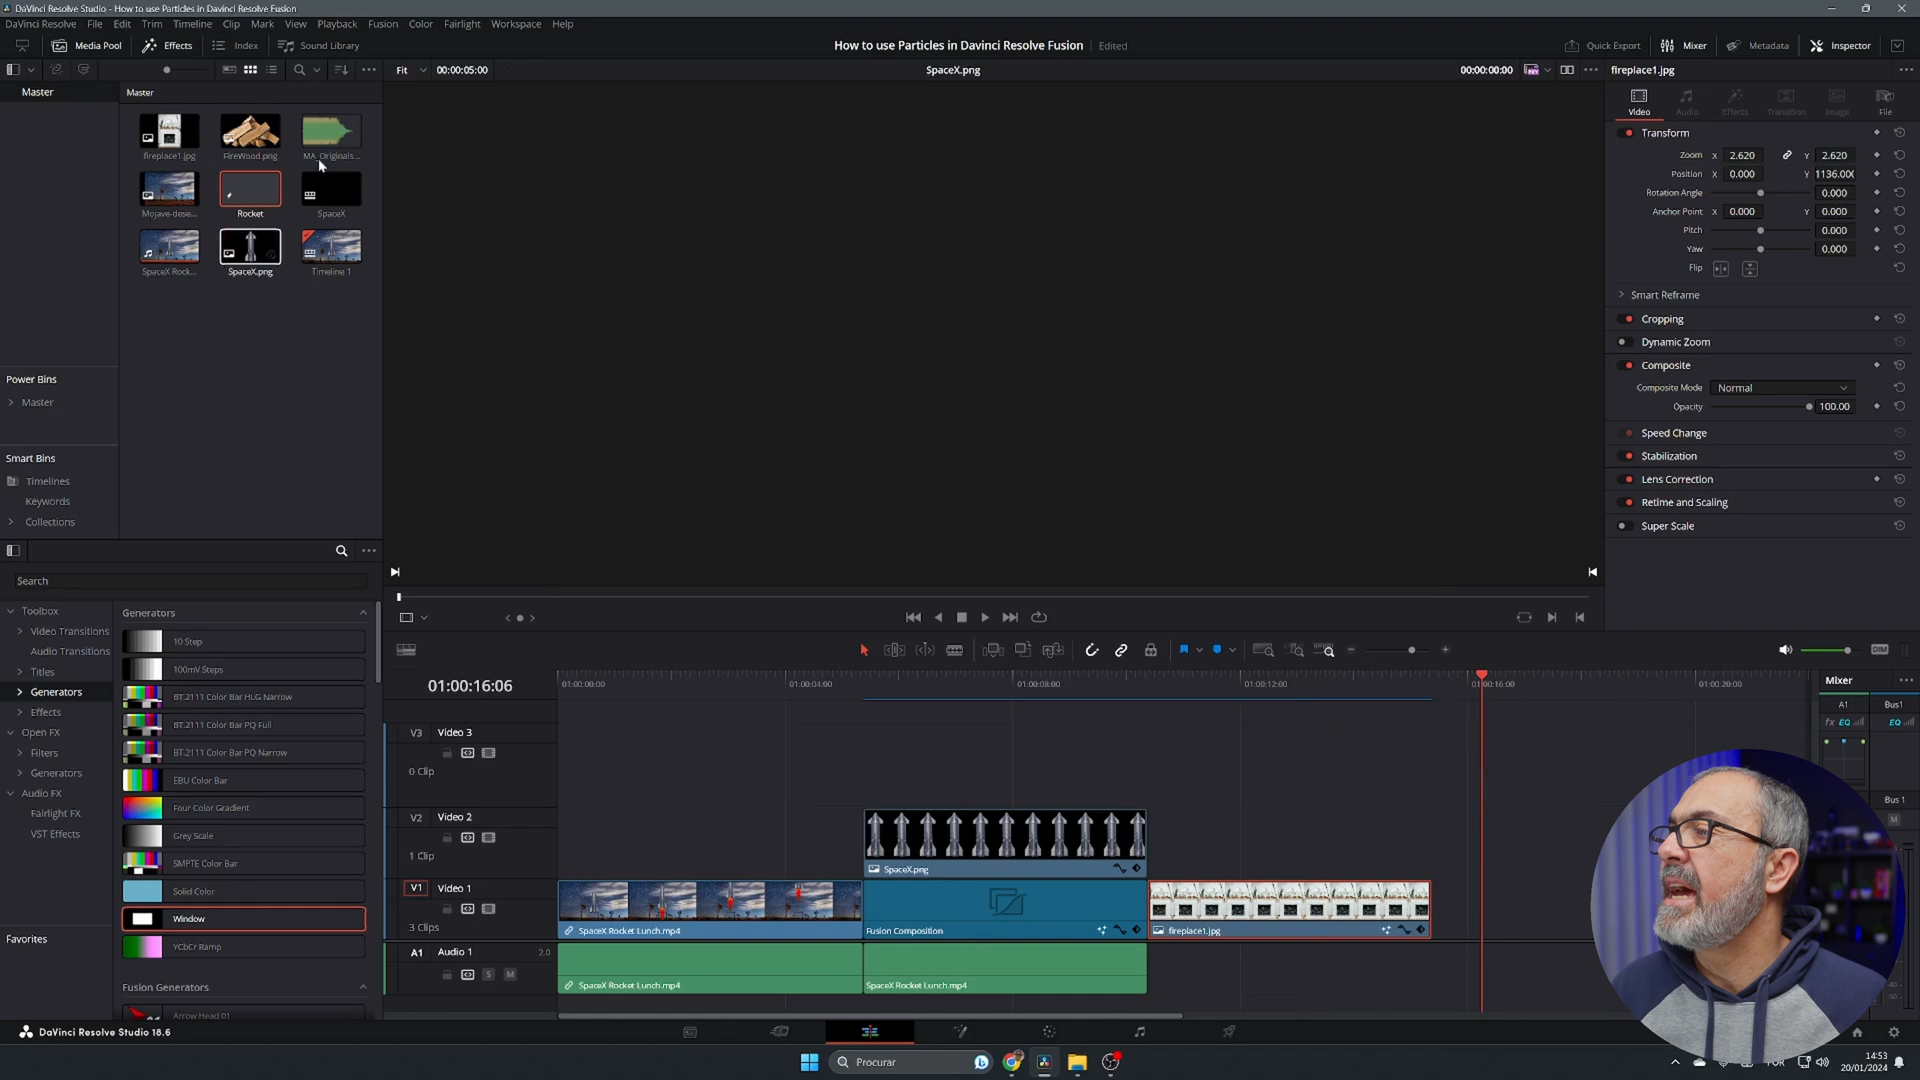 DaVinci Resolve Studio - How to use Particles in Davinci Resolve Fusion
DaVinci Resolve File Edit Trim Timeline Clip Mark View Playback Fusion Color Fairlight Workspace Help
Media Pool Effects Index Sound Library
How to use Particles in Davinci Resolve Fusion Edited
Quick Export Mixer Metadata Inspector
Fit 00:00:05:00 SpaceX.png 00:00:00:00 fireplace1.jpg
Master Master
fireplace1.jpg FireWood.png MA_Originals...
Mojave-dese... Rocket SpaceX
SpaceX Rock... SpaceX.png Timeline 1
Power Bins
Master
Smart Bins
Timelines
Keywords
Collections
Video Audio Effects Transition Image File
Transform
Zoom X 2.620 Y 2.620
Position X 0.000 Y 1136.00
Rotation Angle 0.000
Anchor Point X 0.000 Y 0.000
Pitch 0.000
Yaw 0.000
Flip
Smart Reframe
Cropping
Dynamic Zoom
Composite
Composite Mode Normal
Opacity 100.00
Speed Change
Stabilization
Lens Correction
Retime and Scaling
Super Scale
Search
Toolbox
Video Transitions
Audio Transitions
Titles
Generators
Effects
Open FX
Filters
Generators
Audio FX
Fairlight FX
VST Effects
Favorites
Generators
10 Step
100mV Steps
BT.2111 Color Bar HLG Narrow
BT.2111 Color Bar PQ Full
BT.2111 Color Bar PQ Narrow
EBU Color Bar
Four Color Gradient
Grey Scale
SMPTE Color Bar
Solid Color
Window
YCbCr Ramp
Fusion Generators
Arrow Head 01
DIM
01:00:16:06 01:00:00:00 01:00:04:00 01:00:08:00 01:00:12:00 01:00:16:00 01:00:20:00
V3 Video 3
0 Clip
V2 Video 2
1 Clip
SpaceX.png
V1 Video 1
3 Clips
SpaceX Rocket Lunch.mp4 Fusion Composition fireplace1.jpg
A1 Audio 1 2.0
S M
SpaceX Rocket Lunch.mp4 SpaceX Rocket Lunch.mp4
Mixer
A1 Bus1
fx EQ EQ
Bus 1
M
DaVinci Resolve Studio 18.6
Procurar
POR
14:53
20/01/2024